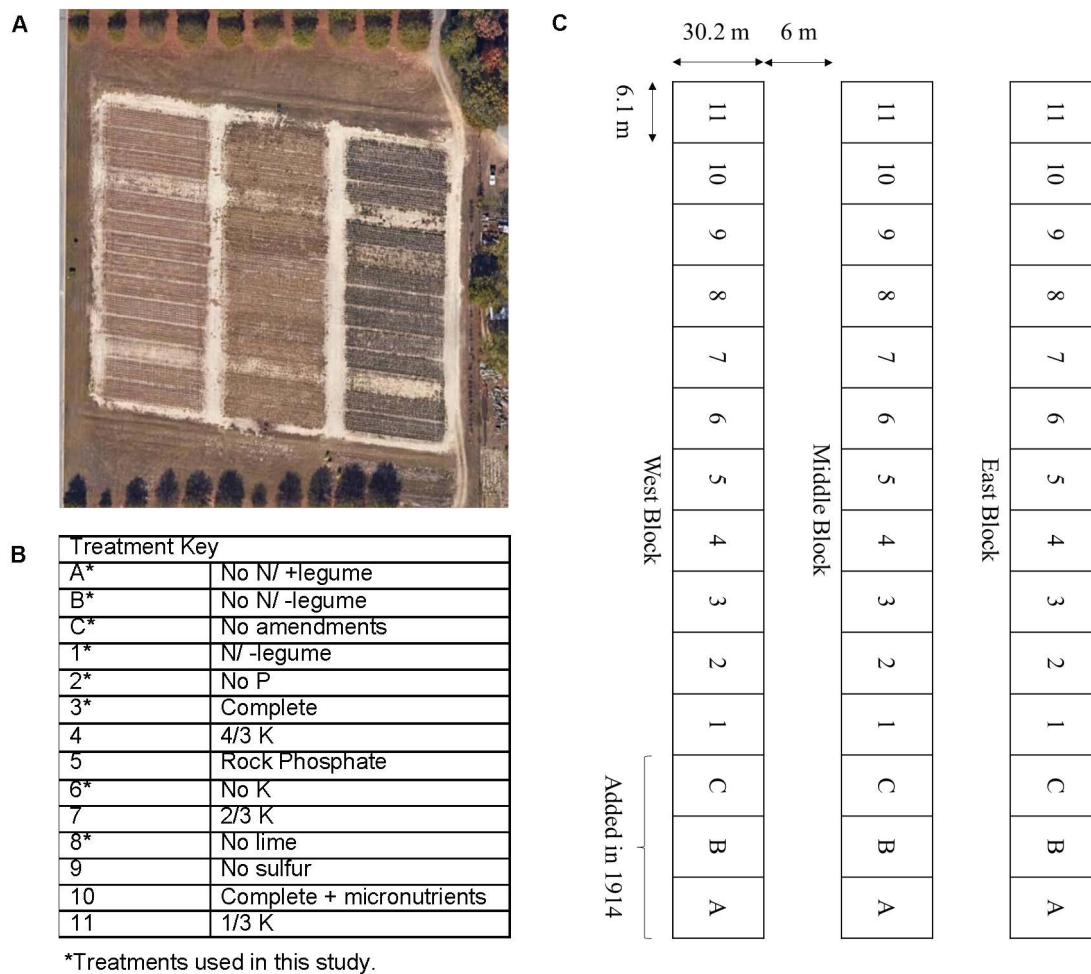 A
B
Treatment Key
A* No N/ +legume
B* No N/ -legume
C* No amendments
1* N/ -legume
2* No P
3* Complete
4 4/3 K
5 Rock Phosphate
6* No K
7 2/3 K
8* No lime
9 No sulfur
10 Complete + micronutrients
11 1/3 K
*Treatments used in this study.
C
30.2 m
6 m
6.1 m
West Block
11
10
9
8
7
6
5
4
3
2
1
C
B
A
Added in 1914
Middle Block
11
10
9
8
7
6
5
4
3
2
1
C
B
A
East Block
11
10
9
8
7
6
5
4
3
2
1
C
B
A